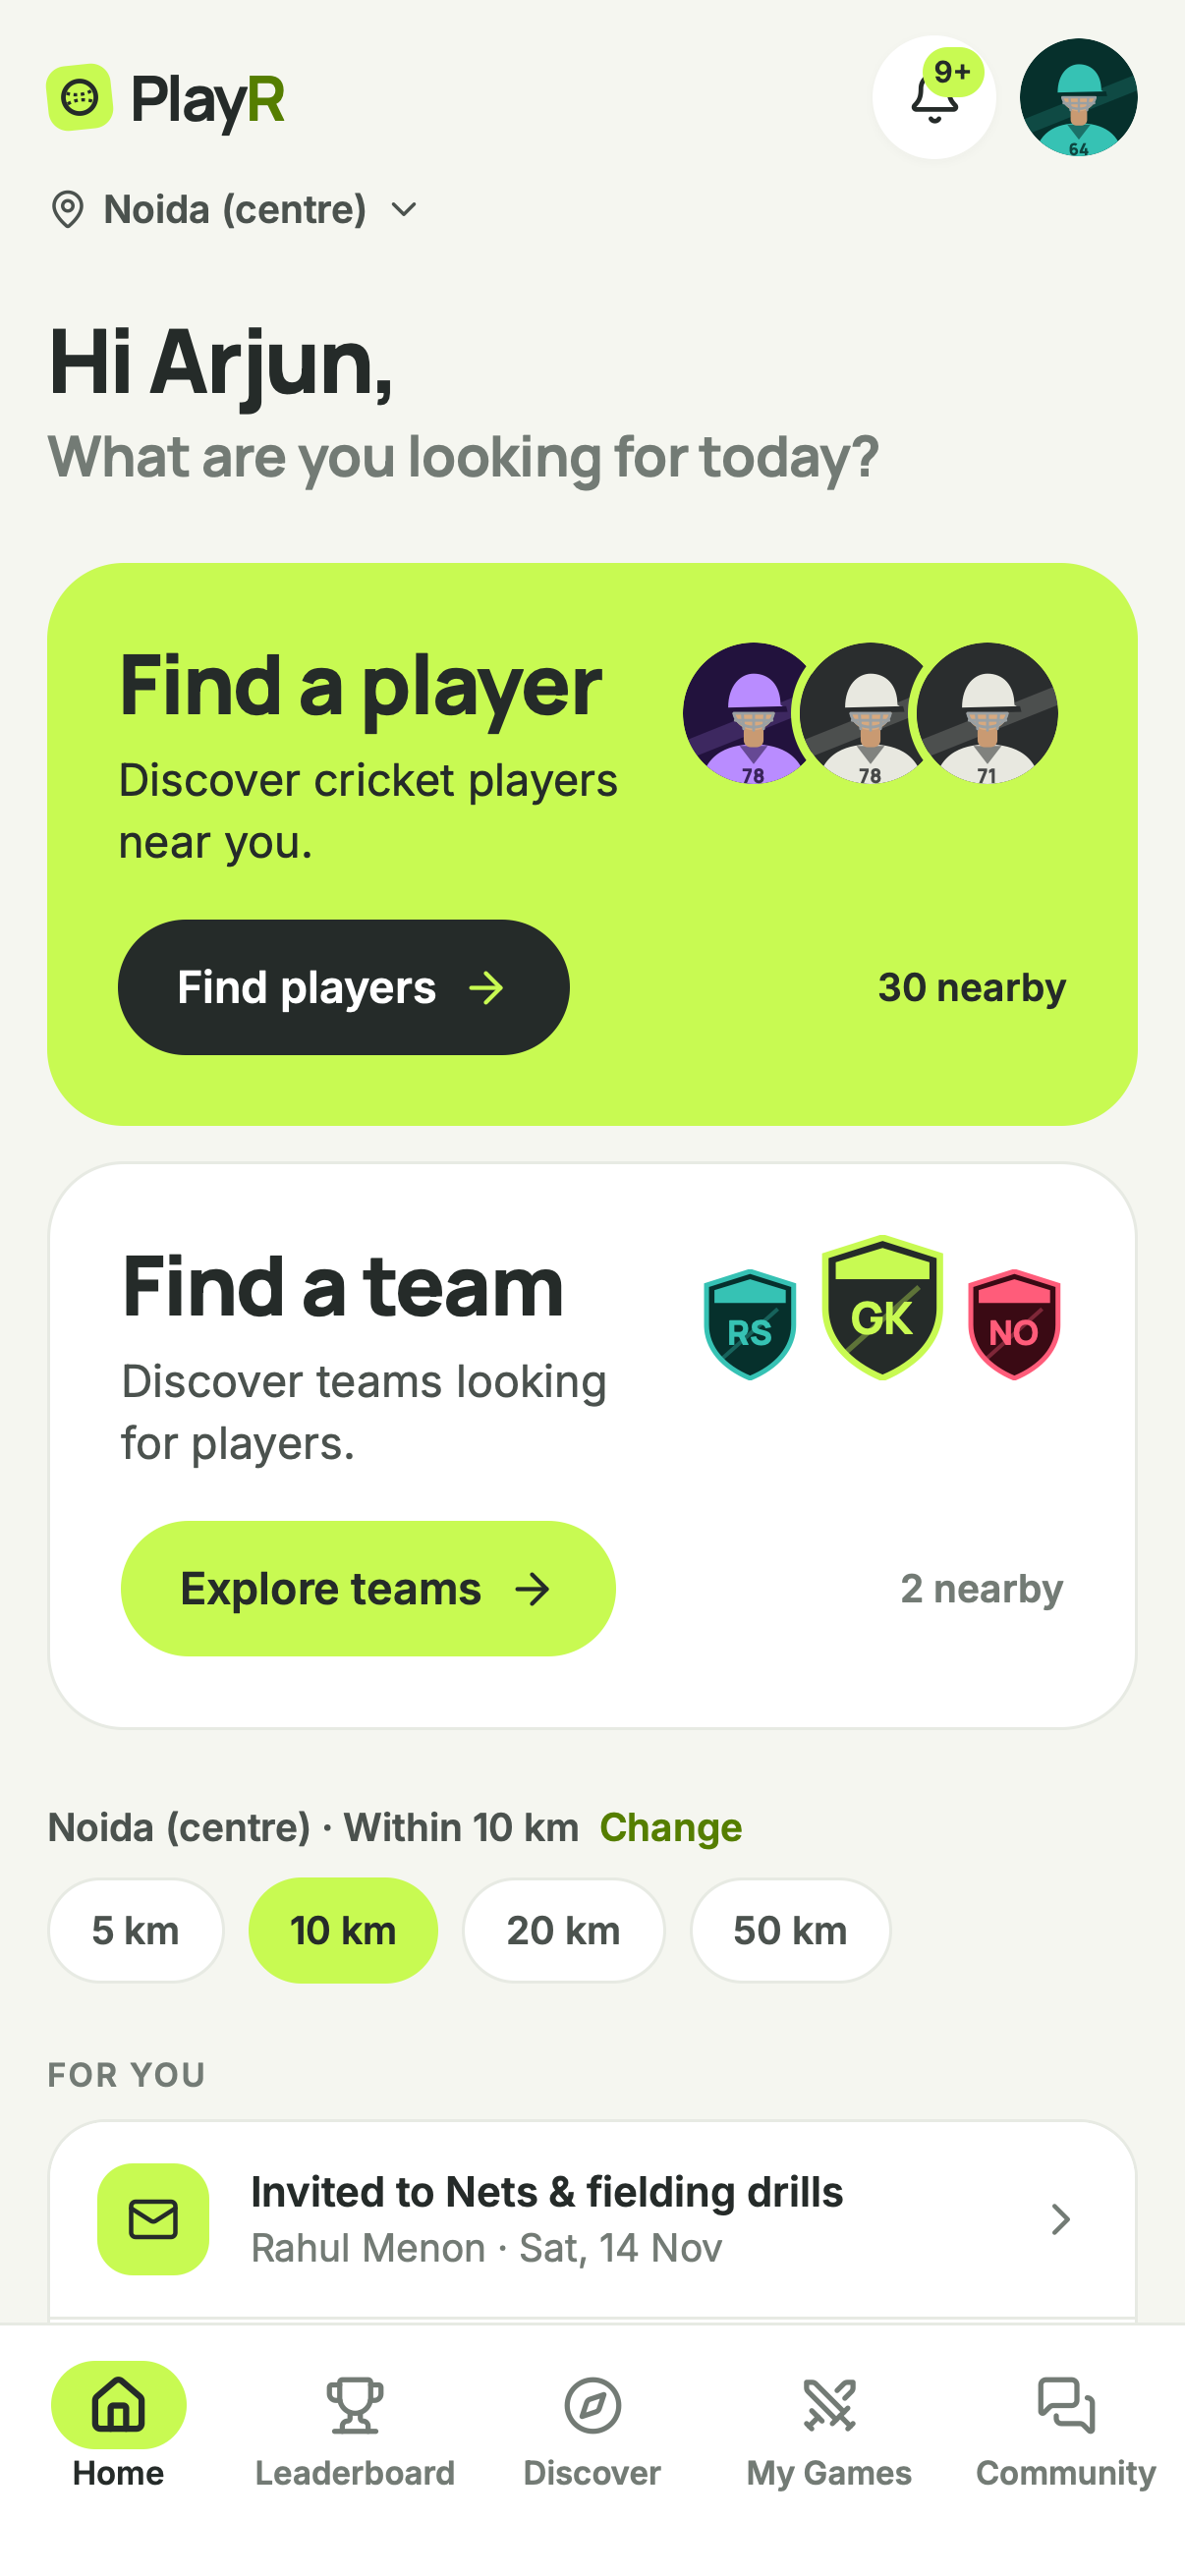 PlayR
9+
64
Noida (centre)
Hi Arjun,
What are you looking for today?
Find a player
78
78
71
Discover cricket players
near you.
Find players
30 nearby
Find a team
RS
GK
NO
Discover teams looking
for players.
Explore teams
2 nearby
Noida (centre) · Within 10 km Change
5 km
10 km
20 km
50 km
FOR YOU
Invited to Nets & fielding drills
Rahul Menon · Sat, 14 Nov
Home
Leaderboard
Discover
My Games
Community